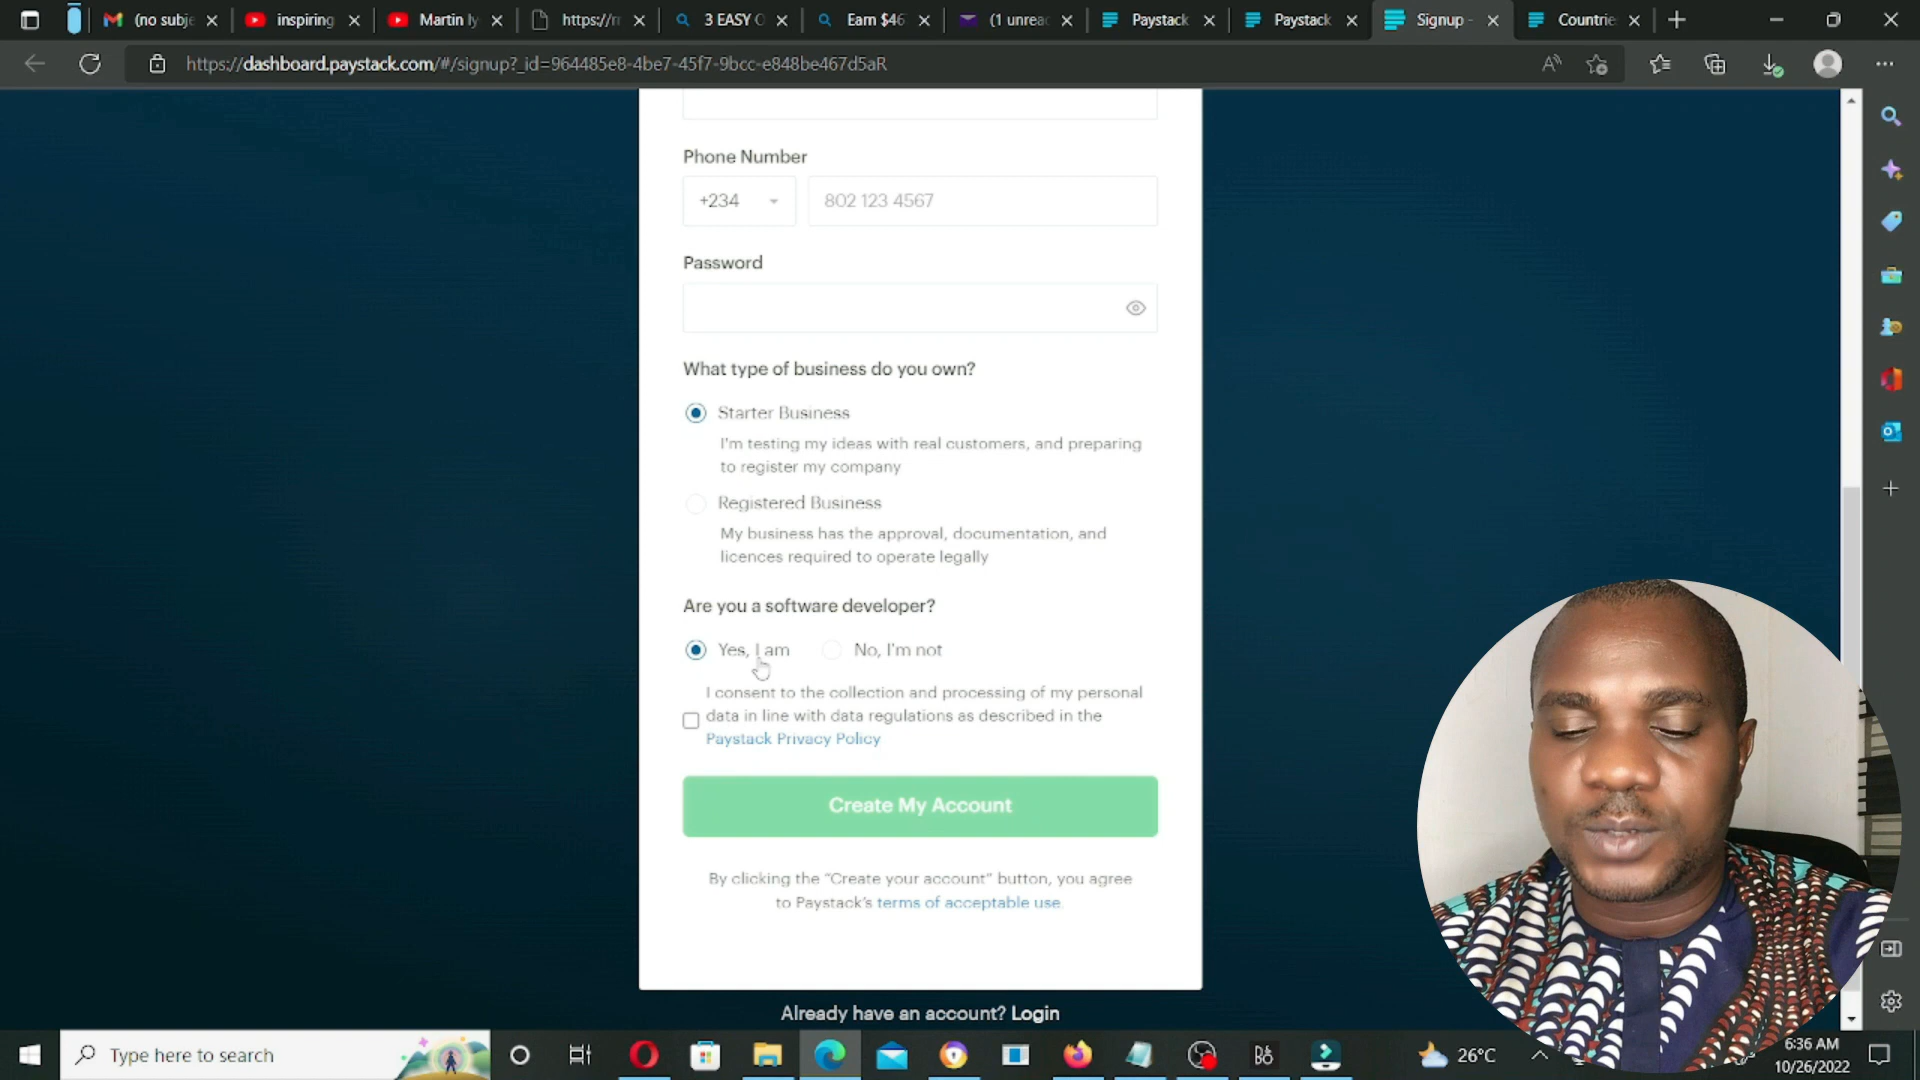 (no subje
inspiring
Martin ly
https://m
3 EASY O
Earn $46
(1 unrea
Paystack
Paystack
Signup -
Countrie
https://dashboard.paystack.com/#/signup?_id=964485e8-4be7-45f7-9bcc-e848be467d5aR
Phone Number
+234
802 123 4567
Password
What type of business do you own?
Starter Business
I'm testing my ideas with real customers, and preparing
to register my company
Registered Business
My business has the approval, documentation, and
licences required to operate legally
Are you a software developer?
Yes, I am
No, I'm not
I consent to the collection and processing of my personal
data in line with data regulations as described in the
Paystack Privacy Policy
Create My Account
By clicking the "Create your account" button, you agree
to Paystack's terms of acceptable use
Already have an account? Login
Type here to search
26°C
6:36 AM
10/26/2022